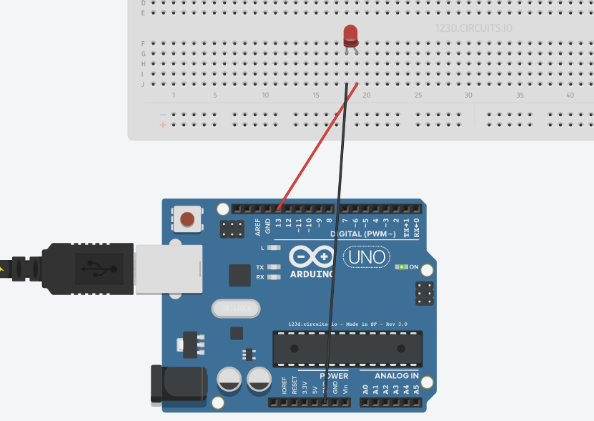 D
E
123D.CIRCUITS.IO
F
G
H
I
J
1 5 10 15 20 25 30 35 40
−
+
AREF
GND
13
12
~11
~10
~9
8
7
~6
~5
4
~3
2
TX→1
RX←0
DIGITAL (PWM~)
L
TX
RX
ARDUINO
UNO
ON
123d.circuits.io - Made in SF - Rev 3.0
POWER
ANALOG IN
IOREF
RESET
3.3V
5V
GND
Vin
A0
A1
A2
A3
A4
A5